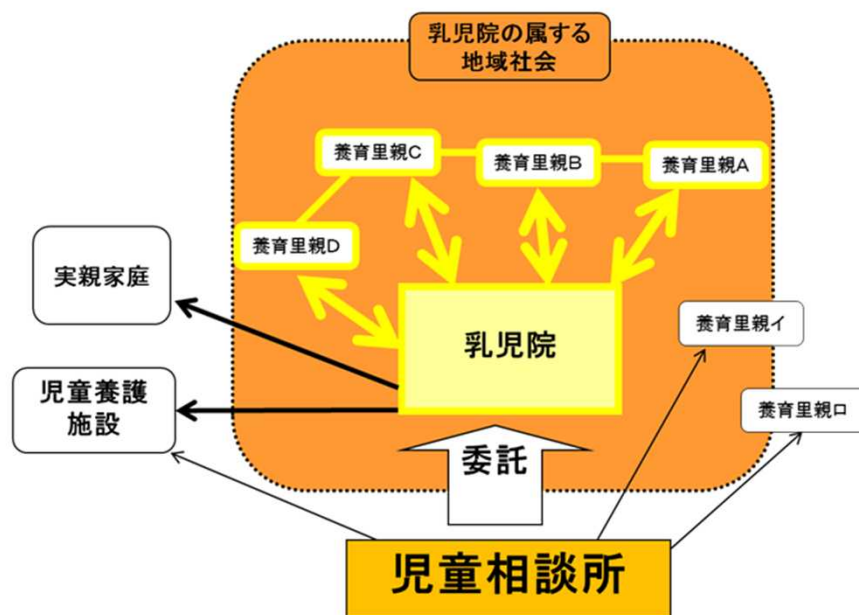 乳児院の属する
地域社会
養育里親C
養育里親B
養育里親A
養育里親D
実親家庭
乳児院
養育里親イ
児童養護
施設
養育里親ロ
委託
児童相談所